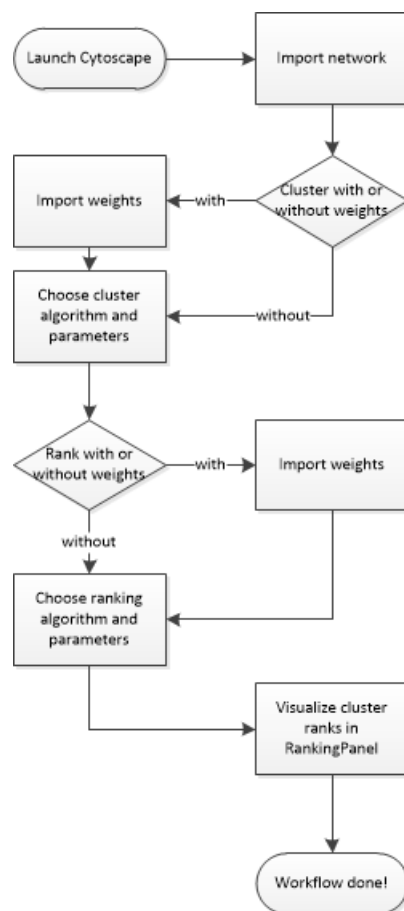 Launch Cytoscape
Import network
Cluster with or
without weights
with
Import weights
without
Choose cluster
algorithm and
parameters
Rank with or
without weights
with
Import weights
without
Choose ranking
algorithm and
parameters
Visualize cluster
ranks in
RankingPanel
Workflow done!